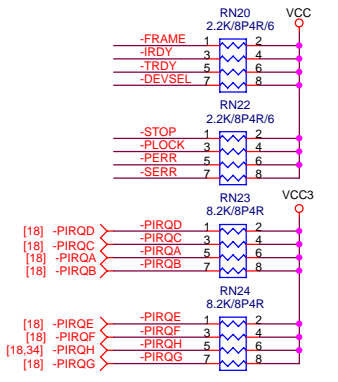 RN20 VCC
2.2K/8P4R/6
-FRAME 1 2
-IRDY 3 4
-TRDY 5 6
-DEVSEL 7 8
RN22
2.2K/8P4R/6
-STOP 1 2
-PLOCK 3 4
-PERR 5 6
-SERR 7 8
RN23 VCC3
8.2K/8P4R
[18] -PIRQD -PIRQD 1 2
[18] -PIRQC -PIRQC 3 4
[18] -PIRQA -PIRQA 5 6
[18] -PIRQB -PIRQB 7 8
RN24
8.2K/8P4R
[18] -PIRQE -PIRQE 1 2
[18] -PIRQF -PIRQF 3 4
[18,34] -PIRQH -PIRQH 5 6
[18] -PIRQG -PIRQG 7 8